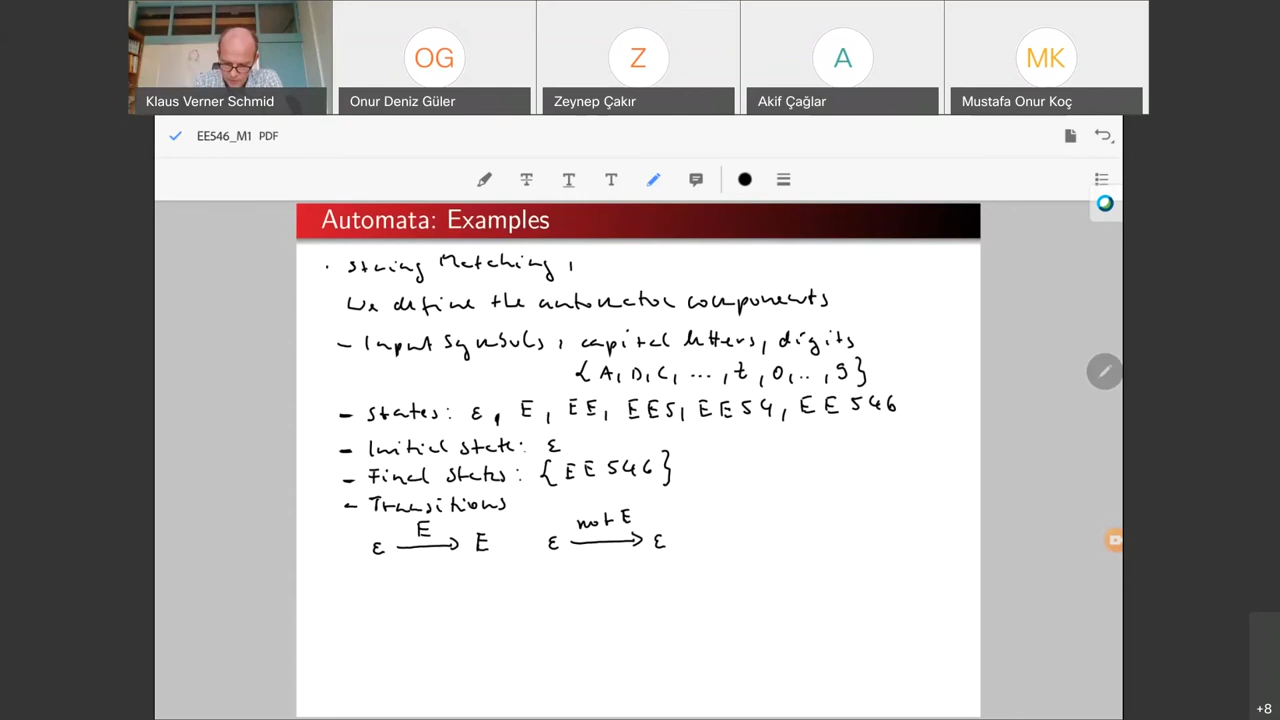 OG
Z
A
MK
Klaus Verner Schmid
Onur Deniz Güler
Zeynep Çakır
Akif Çağlar
Mustafa Onur Koç
EE546_M1 PDF
Automata: Examples
· String Matching :
We define the automator components
- Input Symbols : capital letters, digits
{ A, B, C, ..., Z, 0, .., 9 }
- States: ε, E, EE, EE5, EE54, EE546
- Initial state: ε
- Final States: { EE546 }
- Transitions
E
ε → E
not E
ε → ε
+8